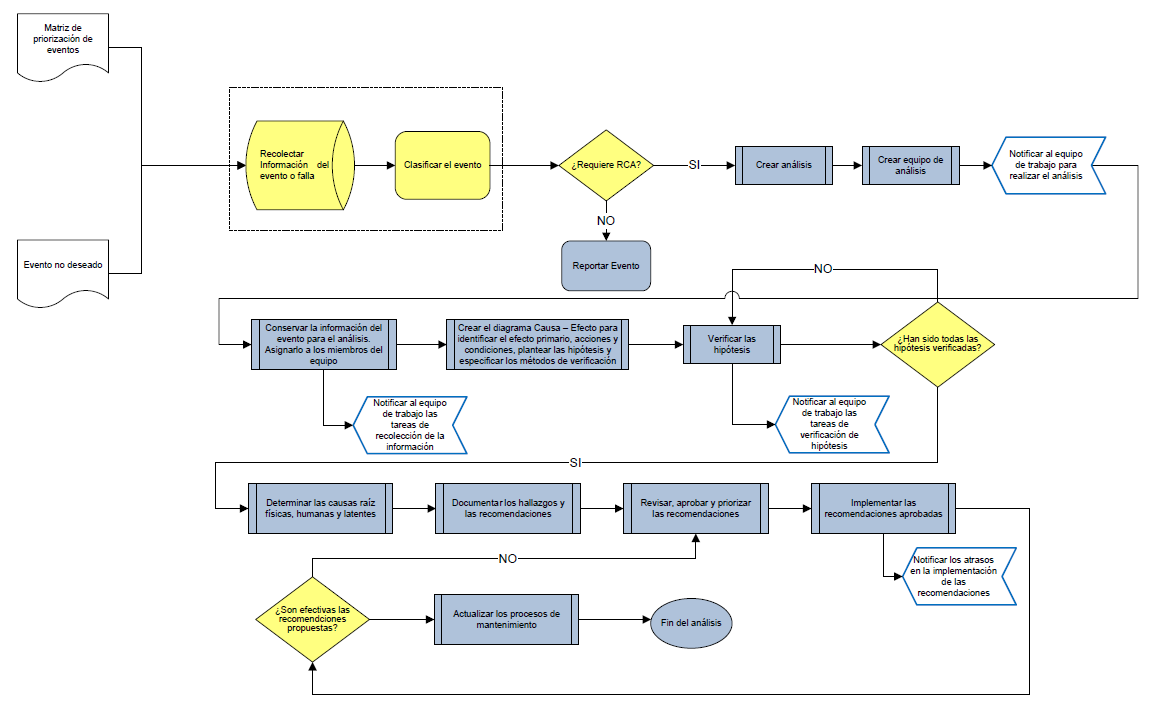 Matriz de
priorización de
eventos
Recolectar
Información del
evento o falla
Clasificar el evento
¿Requiere RCA?
SI
Crear análisis
Crear equipo de
análisis
Notificar al equipo
de trabajo para
realizar el análisis
NO
Reportar Evento
Evento no deseado
NO
Conservar la información del
evento para el análisis.
Asignarlo a los miembros del
equipo
Crear el diagrama Causa – Efecto para
identificar el efecto primario, acciones y
condiciones, plantear las hipótesis y
especificar los métodos de verificación
Verificar las
hipótesis
¿Han sido todas las
hipótesis verificadas?
Notificar al equipo
de trabajo las
tareas de
recolección de la
información
Notificar al equipo
de trabajo las
tareas de
verificación de
hipótesis
SI
Determinar las causas raíz
físicas, humanas y latentes
Documentar los hallazgos y
las recomendaciones
Revisar, aprobar y priorizar
las recomendaciones
Implementar las
recomendaciones aprobadas
NO
Notificar los atrasos
en la implementación
de las
recomendaciones
¿Son efectivas las
recomendciones
propuestas?
Actualizar los procesos de
mantenimiento
Fin del análisis